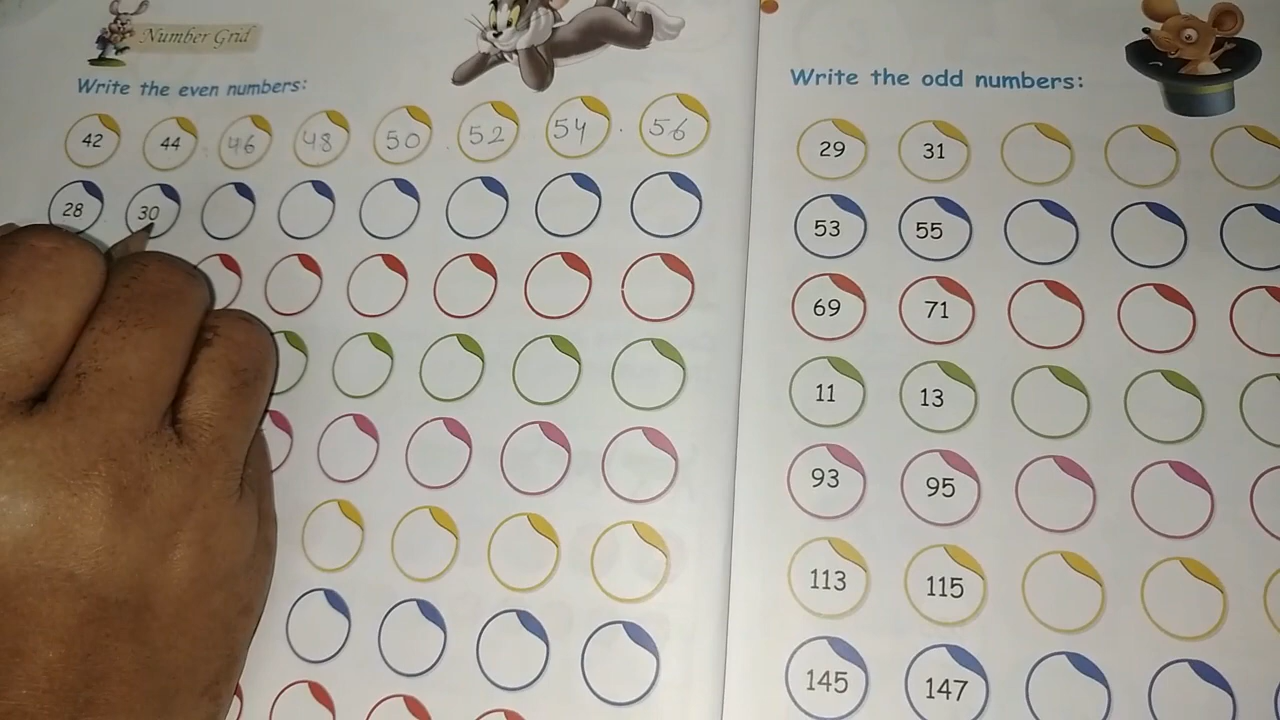 Number Grid
Write the even numbers:
42 44 46 48 50 52 54 56
28 30
Write the odd numbers:
29 31
53 55
69 71
11 13
93 95
113 115
145 147